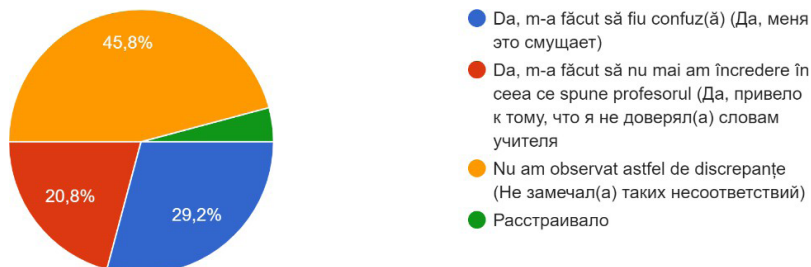 45,8%
20,8%
29,2%
Da, m-a făcut să fiu confuz(ă) (Да, меня
это смущает)
Da, m-a făcut să nu mai am încredere în
ceea ce spune profesorul (Да, привело
к тому, что я не доверял(а) словам
учителя
Nu am observat astfel de discrepanțe
(Не замечал(а) таких несоответствий)
Расстраивало